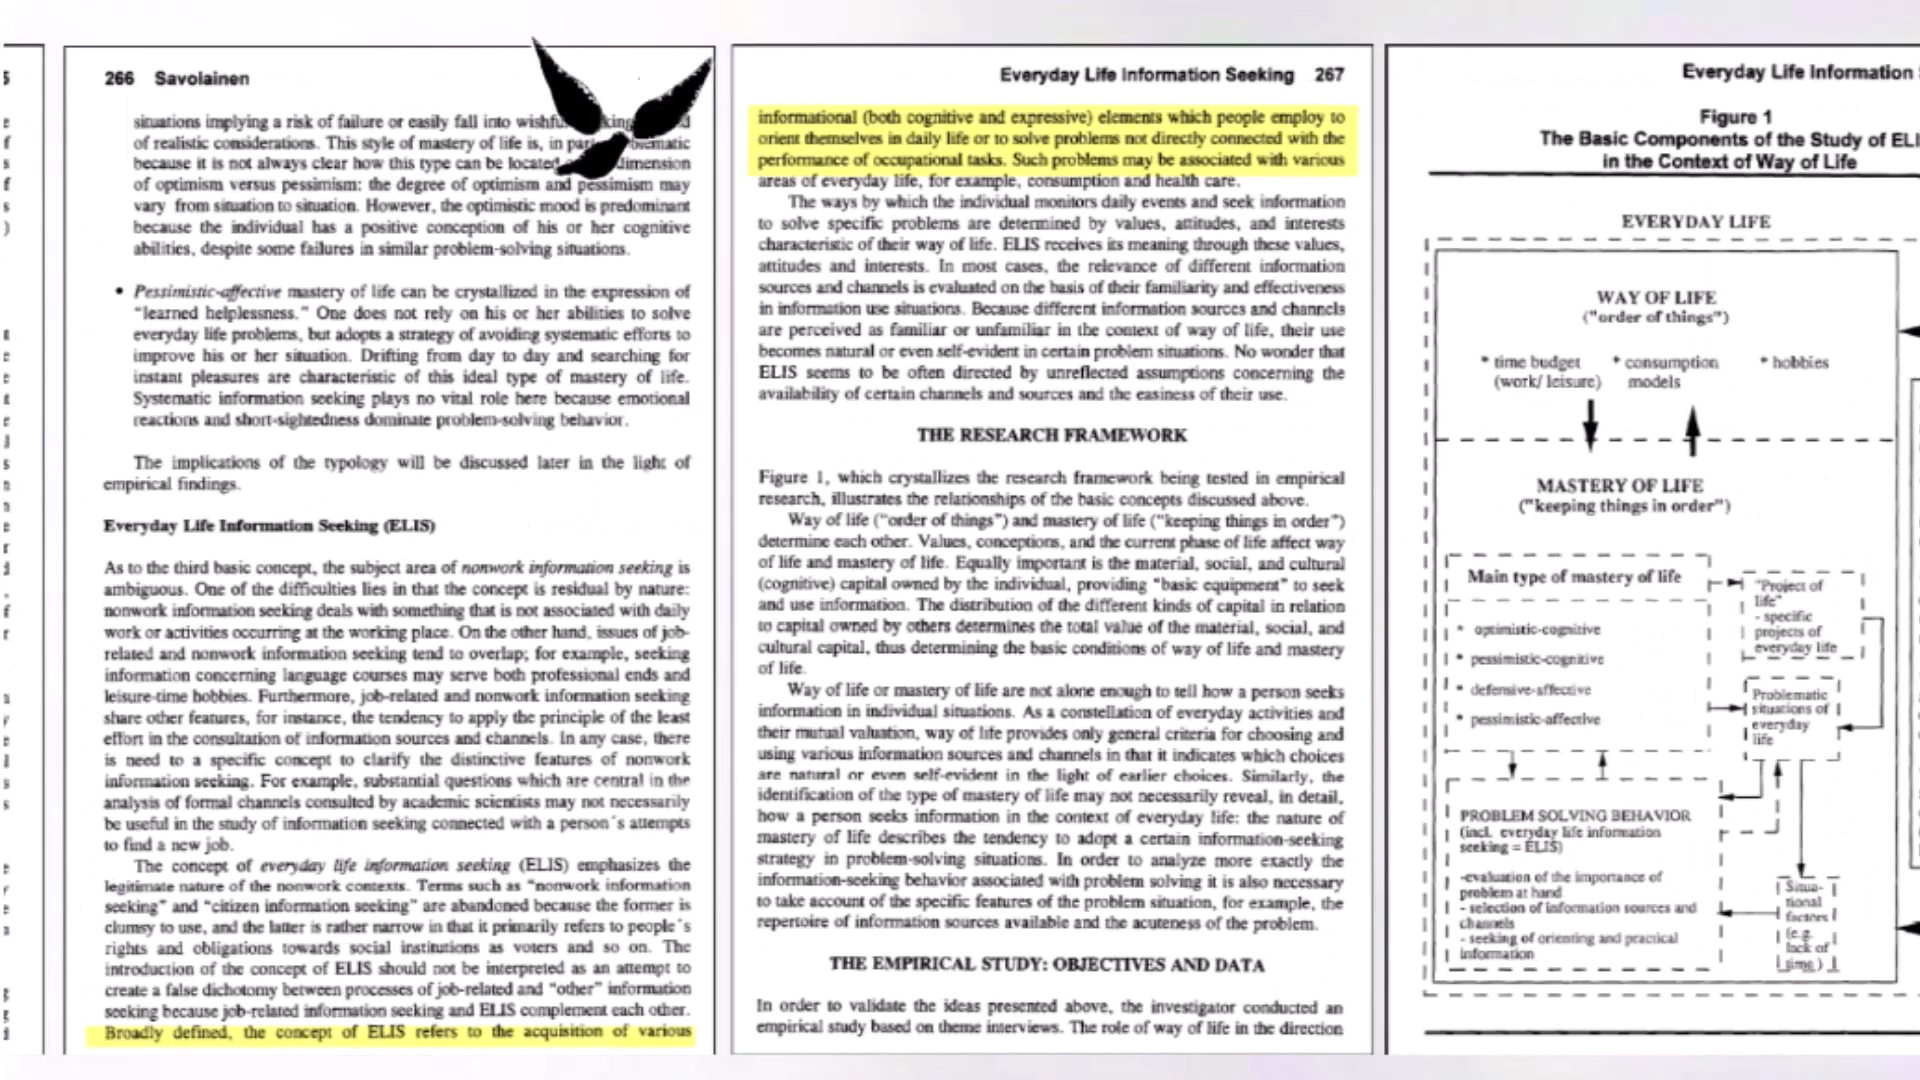 266 Savolainen
situations implying a risk of failure or easily fall into
of realistic considerations. This style of mastery of life is, in
because it is not always clear how this type can be located dimension
of optimism versus pessimism: the degree of optimism and pessimism may
vary from situation to situation. However, the optimistic mood is predominant
because the individual has a positive conception of his or her cognitive
abilities, despite some failures in similar problem-solving situations.
• Pessimistic-affective mastery of life can be crystallized in the expression of
“learned helplessness.” One does not rely on his or her abilities to solve
everyday life problems, but adopts a strategy of avoiding systematic efforts to
improve his or her situation. Drifting from day to day and searching for
instant pleasures are characteristic of this ideal type of mastery of life.
Systematic information seeking plays no vital role here because emotional
reactions and short-sightedness dominate problem-solving behavior.
The implications of the typology will be discussed later in the light of
empirical findings.
Everyday Life Information Seeking (ELIS)
As to the third basic concept, the subject area of nonwork information seeking is
ambiguous. One of the difficulties lies in that the concept is residual by nature:
nonwork information seeking deals with something that is not associated with daily
work or activities occurring at the working place. On the other hand, issues of job-
related and nonwork information seeking tend to overlap; for example, seeking
information concerning language courses may serve both professional ends and
leisure-time hobbies. Furthermore, job-related and nonwork information seeking
share other features, for instance, the tendency to apply the principle of the least
effort in the consultation of information sources and channels. In any case, there
is need to a specific concept to clarify the distinctive features of nonwork
information seeking. For example, substantial questions which are central in the
analysis of formal channels consulted by academic scientists may not necessarily
be useful in the study of information seeking connected with a person´s attempts
to find a new job.
The concept of everyday life information seeking (ELIS) emphasizes the
legitimate nature of the nonwork contexts. Terms such as “nonwork information
seeking” and “citizen information seeking” are abandoned because the former is
clumsy to use, and the latter is rather narrow in that it primarily refers to people´s
rights and obligations towards social institutions as voters and so on. The
introduction of the concept of ELIS should not be interpreted as an attempt to
create a false dichotomy between processes of job-related and “other” information
seeking because job-related information seeking and ELIS complement each other.
Broadly defined, the concept of ELIS refers to the acquisition of various
Everyday Life Information Seeking 267
informational (both cognitive and expressive) elements which people employ to
orient themselves in daily life or to solve problems not directly connected with the
performance of occupational tasks. Such problems may be associated with various
areas of everyday life, for example, consumption and health care.
The ways by which the individual monitors daily events and seek information
to solve specific problems are determined by values, attitudes, and interests
characteristic of their way of life. ELIS receives its meaning through these values,
attitudes and interests. In most cases, the relevance of different information
sources and channels is evaluated on the basis of their familiarity and effectiveness
in information use situations. Because different information sources and channels
are perceived as familiar or unfamiliar in the context of way of life, their use
becomes natural or even self-evident in certain problem situations. No wonder that
ELIS seems to be often directed by unreflected assumptions concerning the
availability of certain channels and sources and the easiness of their use.
THE RESEARCH FRAMEWORK
Figure 1, which crystallizes the research framework being tested in empirical
research, illustrates the relationships of the basic concepts discussed above.
Way of life (“order of things”) and mastery of life (“keeping things in order”)
determine each other. Values, conceptions, and the current phase of life affect way
of life and mastery of life. Equally important is the material, social, and cultural
(cognitive) capital owned by the individual, providing “basic equipment” to seek
and use information. The distribution of the different kinds of capital in relation
to capital owned by others determines the total value of the material, social, and
cultural capital, thus determining the basic conditions of way of life and mastery
of life.
Way of life or mastery of life are not alone enough to tell how a person seeks
information in individual situations. As a constellation of everyday activities and
their mutual valuation, way of life provides only general criteria for choosing and
using various information sources and channels in that it indicates which choices
are natural or even self-evident in the light of earlier choices. Similarly, the
identification of the type of mastery of life may not necessarily reveal, in detail,
how a person seeks information in the context of everyday life: the nature of
mastery of life describes the tendency to adopt a certain information-seeking
strategy in problem-solving situations. In order to analyze more exactly the
information-seeking behavior associated with problem solving it is also necessary
to take account of the specific features of the problem situation, for example, the
repertoire of information sources available and the acuteness of the problem.
THE EMPIRICAL STUDY: OBJECTIVES AND DATA
In order to validate the ideas presented above, the investigator conducted an
empirical study based on theme interviews. The role of way of life in the direction
Everyday Life Information
Figure 1
The Basic Components of the Study of ELI
in the Context of Way of Life
EVERYDAY LIFE
WAY OF LIFE
("order of things")
* time budget
(work/ leisure)
* consumption
models
* hobbies
MASTERY OF LIFE
("keeping things in order")
Main type of mastery of life
* optimistic-cognitive
* pessimistic-cognitive
* defensive-affective
* pessimistic-affective
"Project of
life"
- specific
projects of
everyday life
Problematic
situations of
everyday
life
PROBLEM SOLVING BEHAVIOR
(incl. everyday life information
seeking = ELIS)
-evaluation of the importance of
problem at hand
- selection of information sources and
channels
- seeking of orienting and practical
information
Situa-
tional
factors
(e.g.
lack of
time.)